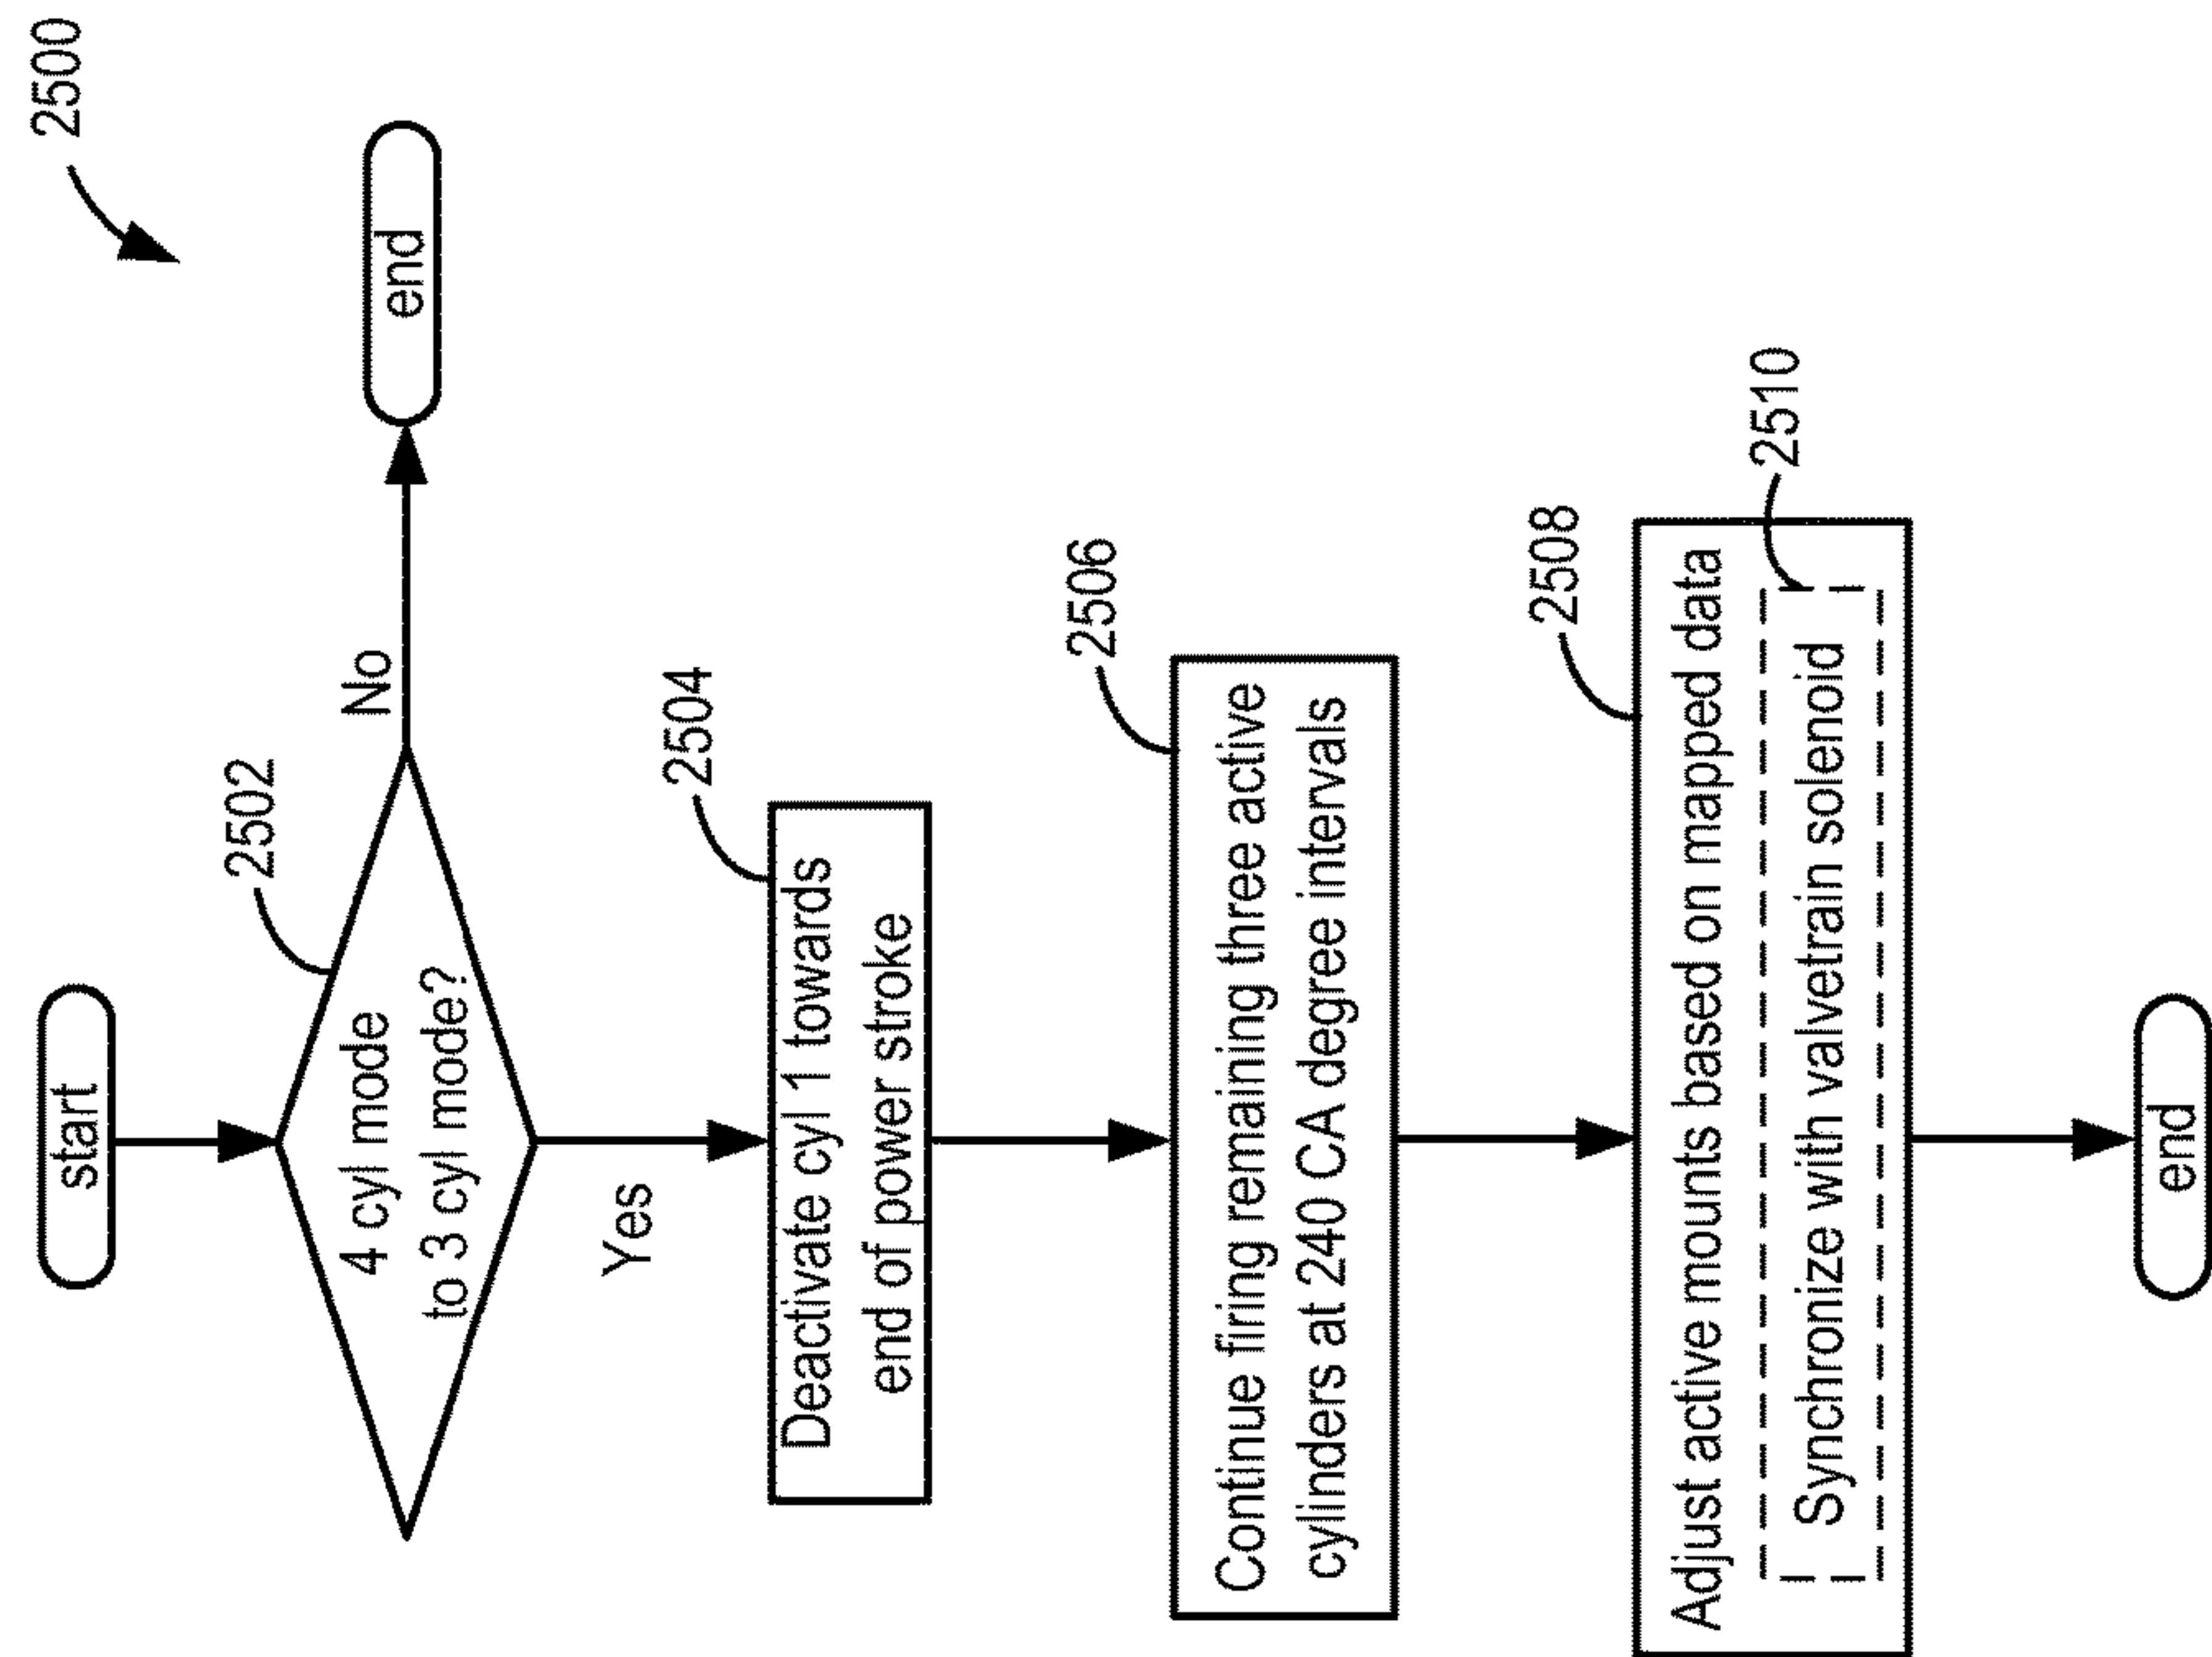 2500
start
2502
4 cyl mode
to 3 cyl mode?
No
end
Yes
2504
Deactivate cyl 1 towards
end of power stroke
2506
Continue firing remaining three active
cylinders at 240 CA degree intervals
2508
Adjust active mounts based on mapped data
2510
Synchronize with valvetrain solenoid
end